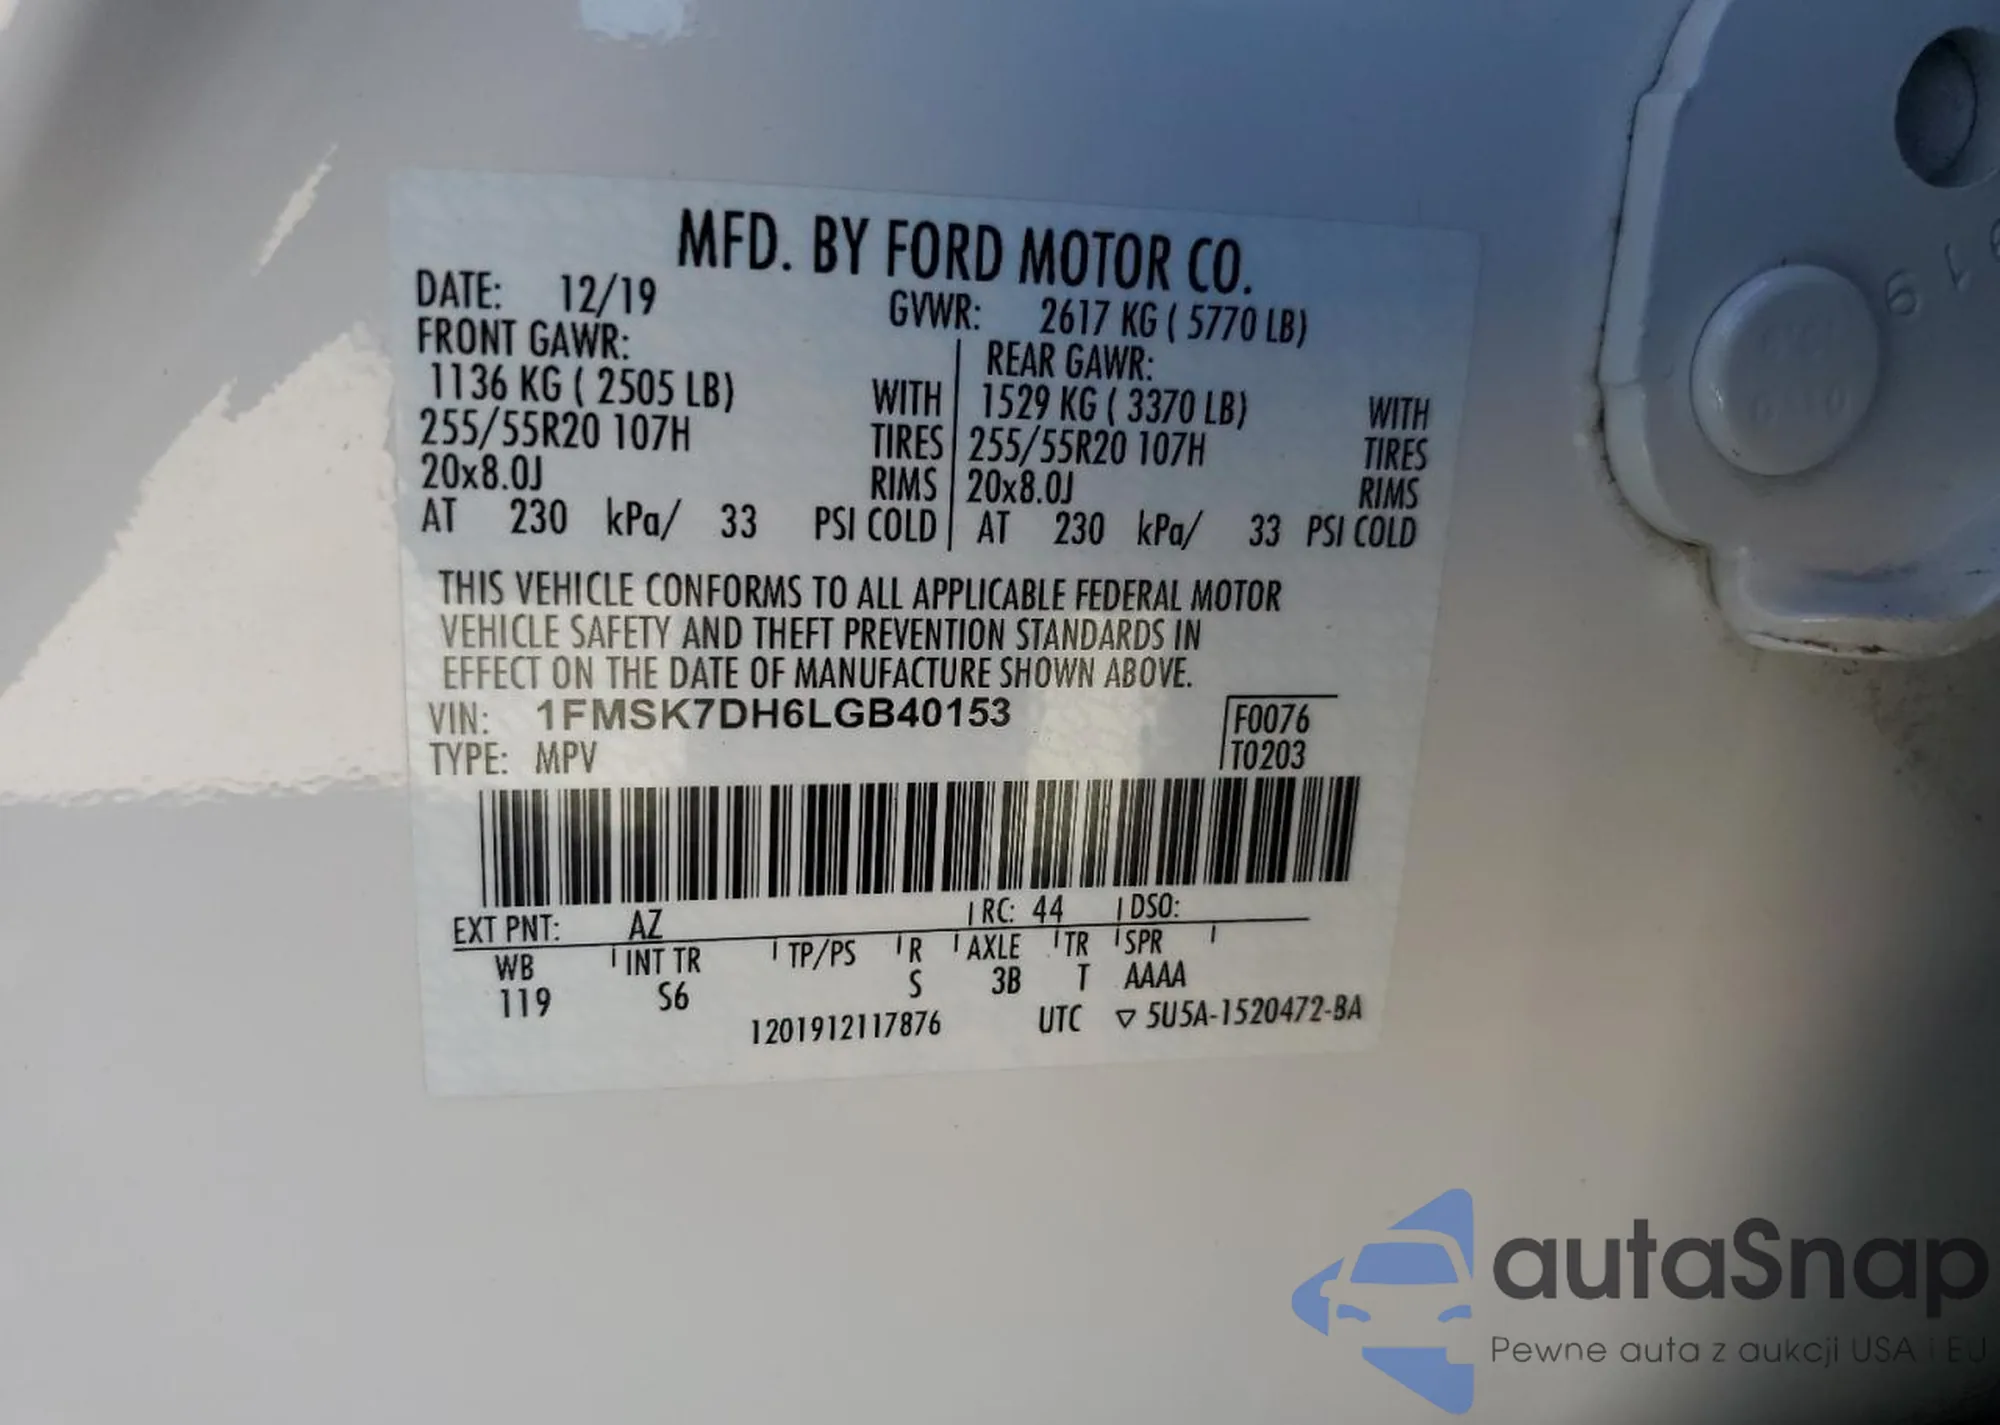 MFD. BY FORD MOTOR CO.
DATE: 12/19 GVWR: 2617 KG ( 5770 LB)
FRONT GAWR: REAR GAWR:
1136 KG ( 2505 LB) WITH 1529 KG ( 3370 LB) WITH
255/55R20 107H TIRES 255/55R20 107H TIRES
20x8.0J RIMS 20x8.0J RIMS
AT 230 kPa/ 33 PSI COLD AT 230 kPa/ 33 PSI COLD
THIS VEHICLE CONFORMS TO ALL APPLICABLE FEDERAL MOTOR
VEHICLE SAFETY AND THEFT PREVENTION STANDARDS IN
EFFECT ON THE DATE OF MANUFACTURE SHOWN ABOVE.
VIN: 1FMSK7DH6LGB40153 F0076
TYPE: MPV T0203
EXT PNT: AZ RC: 44 DSO:
WB INT TR TP/PS R AXLE TR SPR
119 S6 S 3B T AAAA
1201912117876 UTC ▽ 5U5A-1520472-BA
autaSnap
Pewne auta z aukcji USA i EU